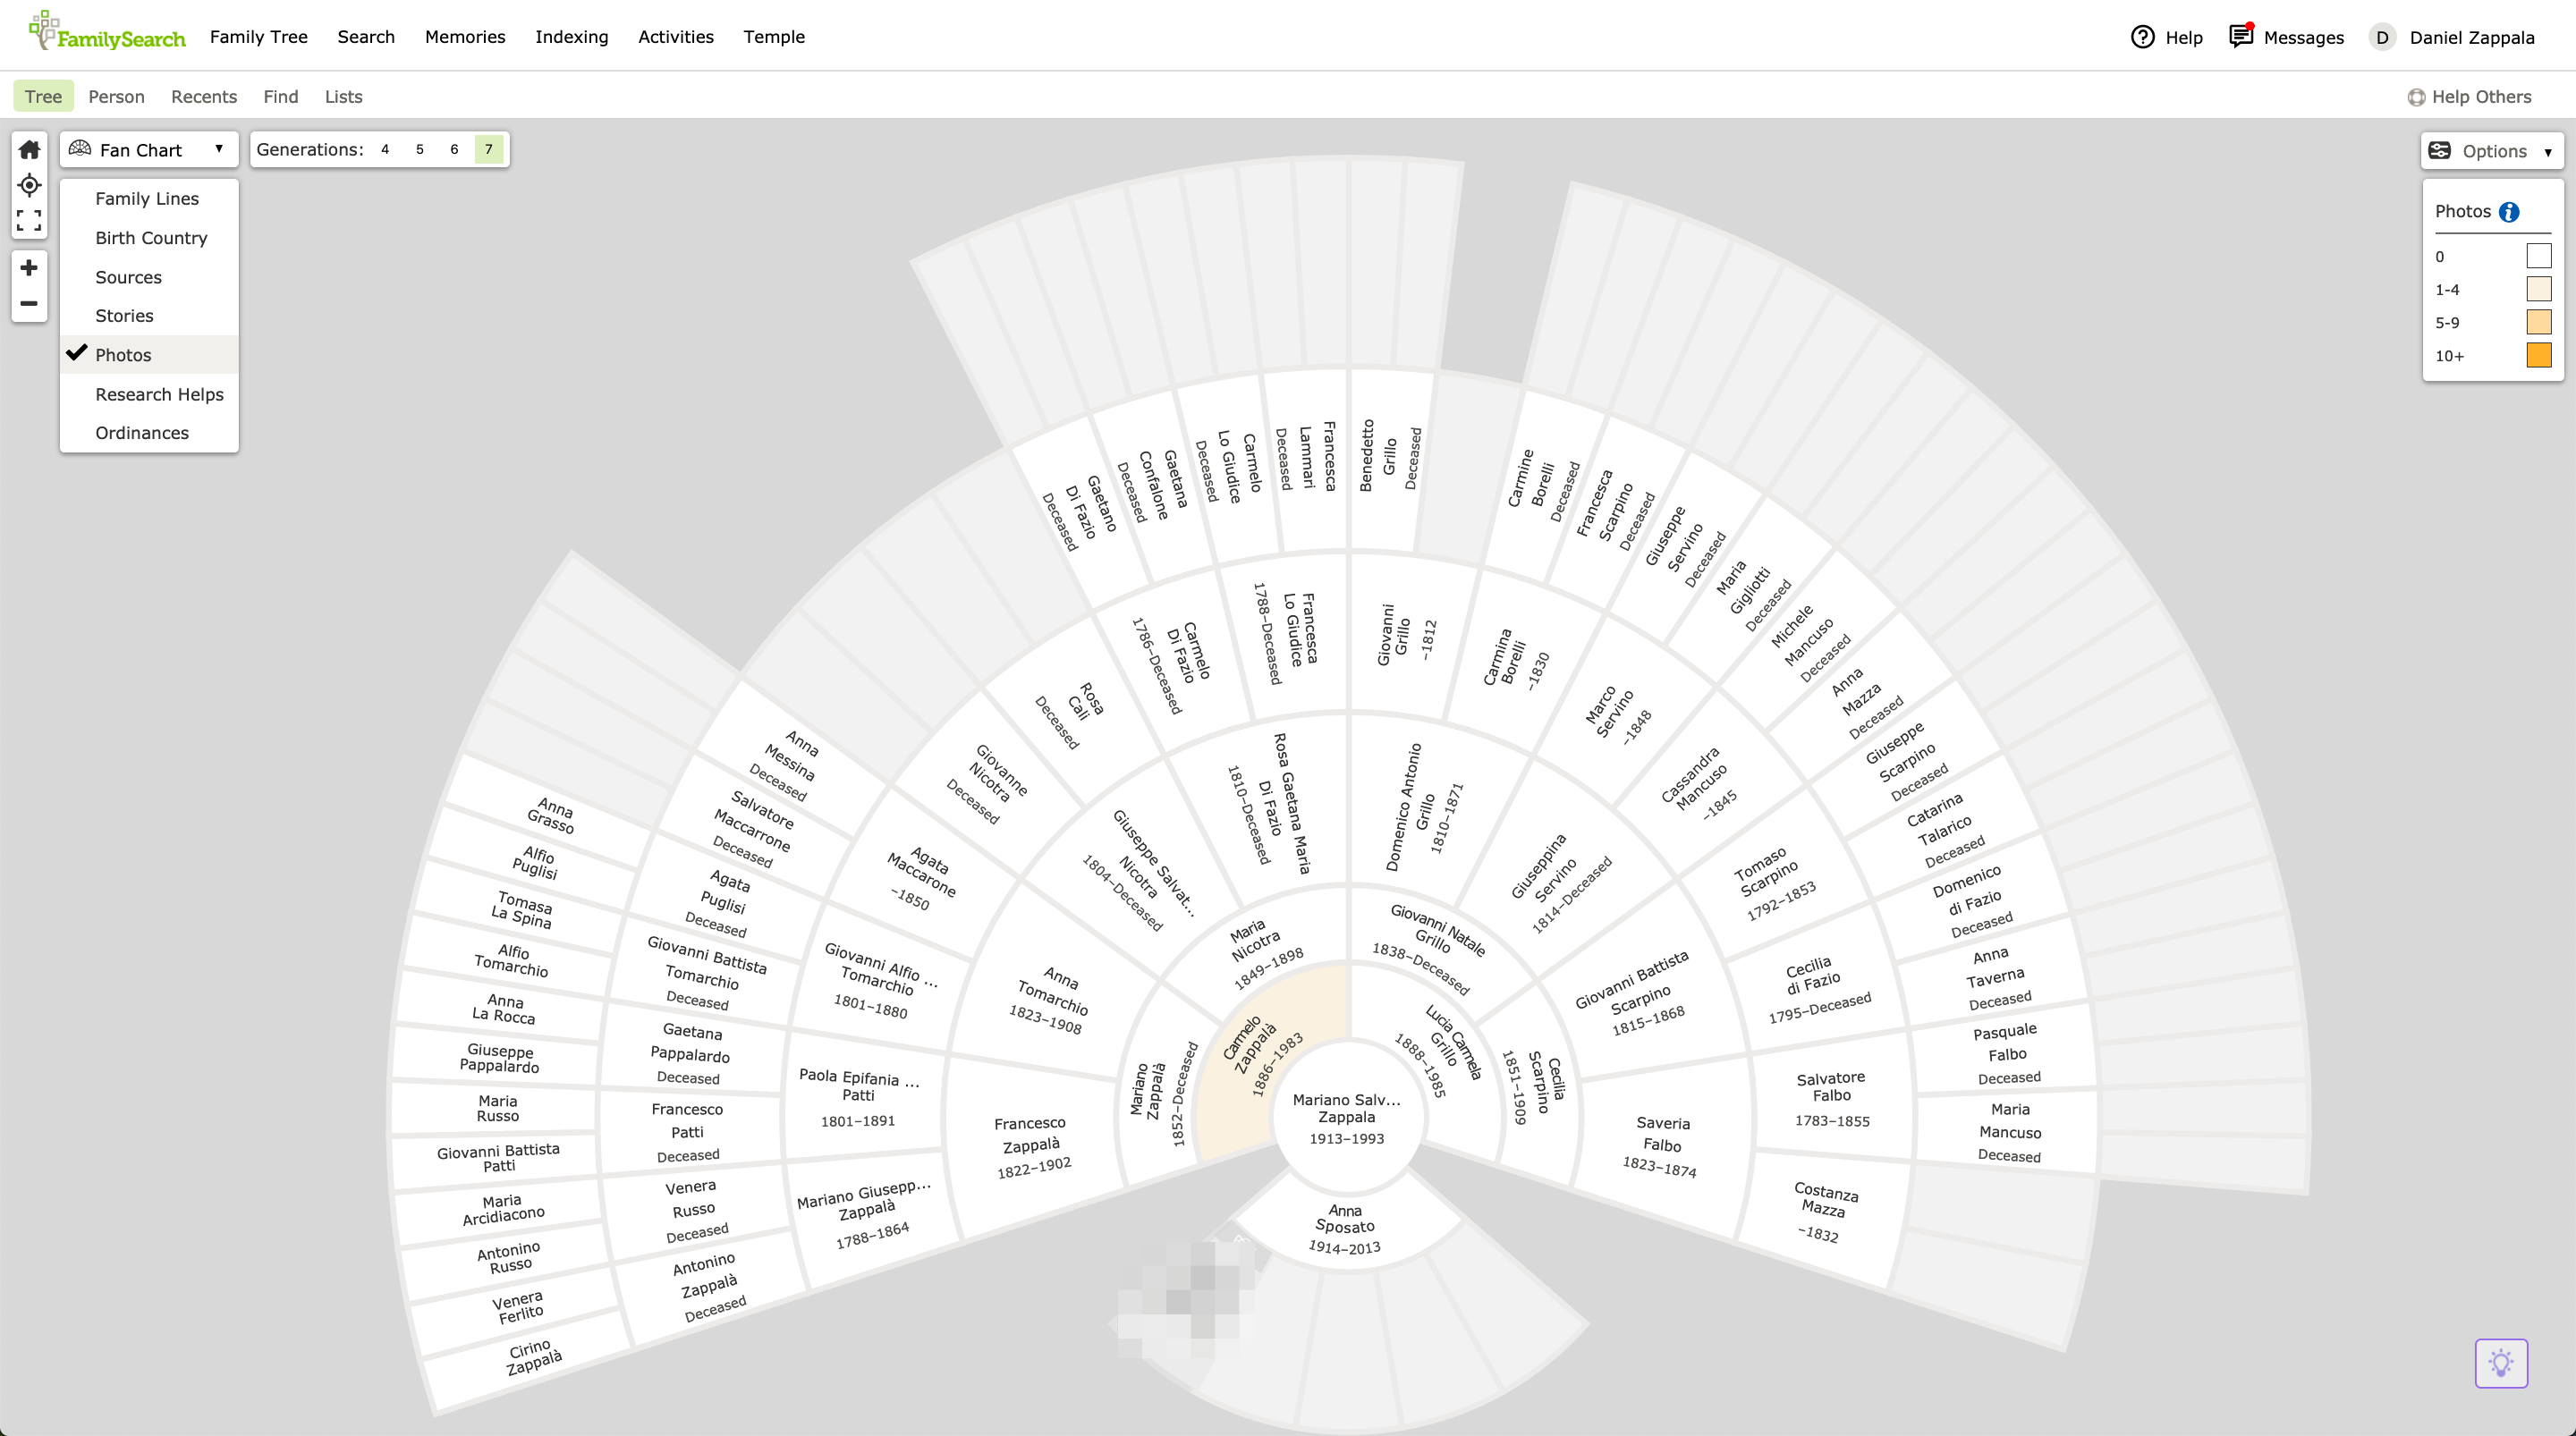 FamilySearch
Family Tree
Search
Memories
Indexing
Activities
Temple
Help
Messages
D
Daniel Zappala
Tree
Person
Recents
Find
Lists
Help Others
Fan Chart
Generations: 4 5 6 7
Options
Family Lines
Birth Country
Sources
Stories
Photos
Research Helps
Ordinances
Photos
0
1-4
5-9
10+
Mariano Salv...
Zappala
1913–1993
Anna
Sposato
1914–2013
Carmelo
Zappalà
1886–1983
Lucia Carmela
Grillo
1888–1985
Mariano
Zappalà
1852–Deceased
Maria
Nicotra
1849–1898
Giovanni Natale
Grillo
1838–Deceased
Cecilia
Scarpino
1851–1909
Francesco
Zappalà
1822–1902
Anna
Tomarchio
1823–1908
Giuseppe Salvat...
Nicotra
1804–Deceased
Rosa Gaetana Maria
Di Fazio
1810–Deceased
Domenico Antonio
Grillo
1810–1871
Giuseppina
Servino
1814–Deceased
Giovanni Battista
Scarpino
1815–1868
Saveria
Falbo
1823–1874
Mariano Giusepp...
Zappalà
1788–1864
Paola Epifania ...
Patti
1801–1891
Giovanni Alfio ...
Tomarchio
1801–1880
Agata
Maccarone
–1850
Giovanne
Nicotra
Deceased
Rosa
Cali
Deceased
Carmelo
Di Fazio
1786–Deceased
Francesca
Lo Giudice
1788–Deceased
Giovanni
Grillo
–1812
Carmina
Borelli
–1830
Marco
Servino
–1848
Cassandra
Mancuso
–1845
Tomaso
Scarpino
1792–1853
Cecilia
di Fazio
1795–Deceased
Salvatore
Falbo
1783–1855
Costanza
Mazza
–1832
Antonino
Zappalà
Deceased
Venera
Russo
Deceased
Francesco
Patti
Deceased
Gaetana
Pappalardo
Deceased
Giovanni Battista
Tomarchio
Deceased
Agata
Puglisi
Deceased
Salvatore
Maccarrone
Deceased
Anna
Messina
Deceased
Gaetano
Di Fazio
Deceased
Gaetana
Confalone
Deceased
Carmelo
Lo Giudice
Deceased
Francesca
Lammari
Deceased
Benedetto
Grillo
Deceased
Carmine
Borelli
Deceased
Francesca
Scarpino
Deceased
Giuseppe
Servino
Deceased
Maria
Gigliotti
Deceased
Michele
Mancuso
Deceased
Anna
Mazza
Deceased
Giuseppe
Scarpino
Deceased
Catarina
Talarico
Deceased
Domenico
di Fazio
Deceased
Anna
Taverna
Deceased
Pasquale
Falbo
Deceased
Maria
Mancuso
Deceased
Cirino
Zappalà
Venera
Ferlito
Antonino
Russo
Maria
Arcidiacono
Giovanni Battista
Patti
Maria
Russo
Giuseppe
Pappalardo
Anna
La Rocca
Alfio
Tomarchio
Tomasa
La Spina
Alfio
Puglisi
Anna
Grasso